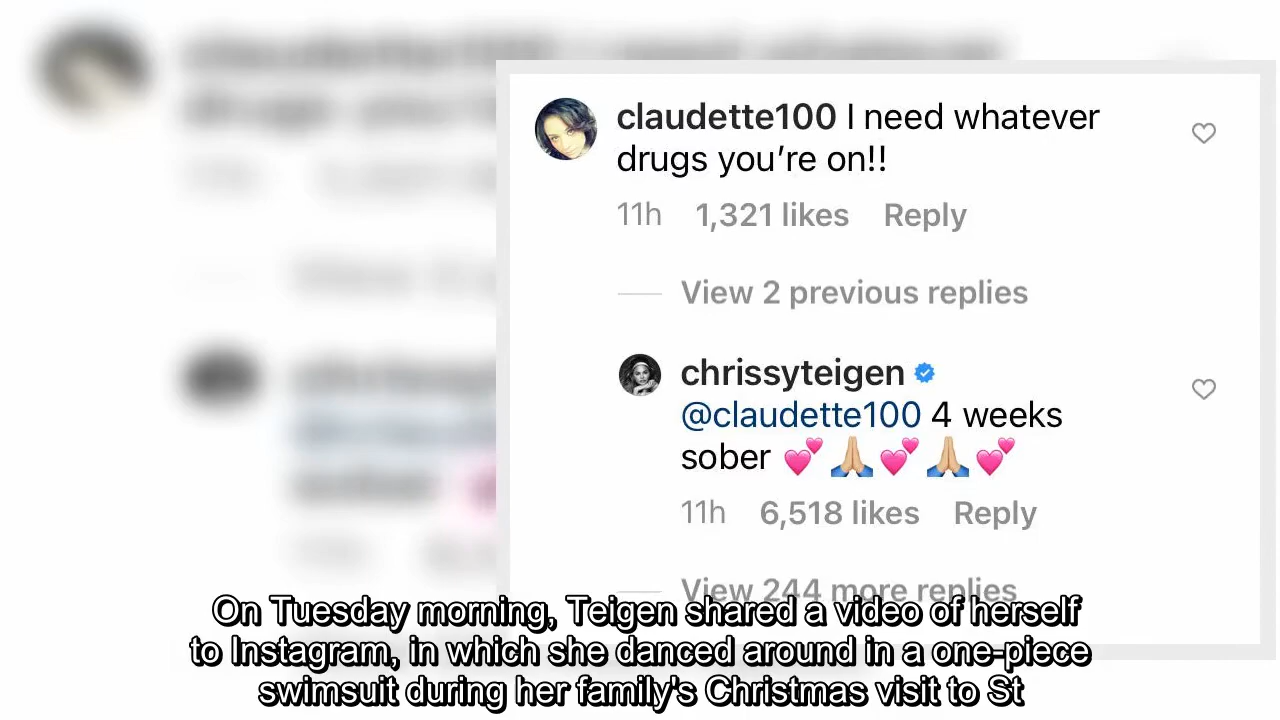 claudette100 I need whatever
drugs you're on!!
11h 1,321 likes Reply
View 2 previous replies
chrissyteigen
@claudette100 4 weeks
sober 💕🙏🏼💕🙏🏼💕
11h 6,518 likes Reply
View 244 more replies
On Tuesday morning, Teigen shared a video of herself
to Instagram, in which she danced around in a one-piece
swimsuit during her family's Christmas visit to St